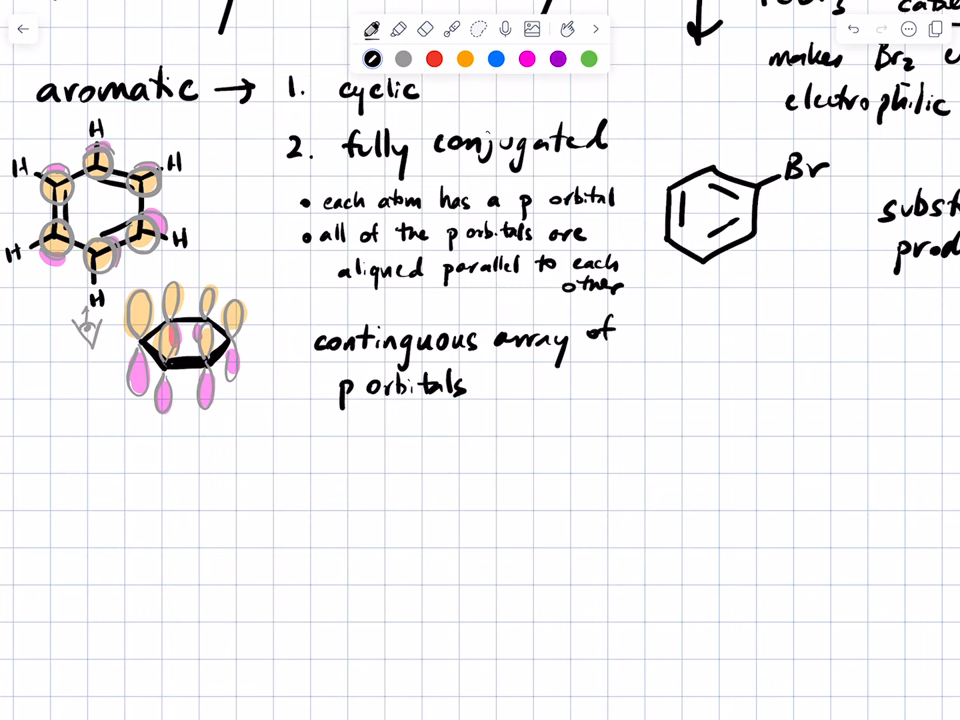 aromatic → 1. cyclic
2. fully conjugated
• each atom has a p orbital
• all of the p orbitals are
aligned parallel to each
other
continguous array of
p orbitals
H
H
H
H
H
H
makes Br2
electrophilic
Br